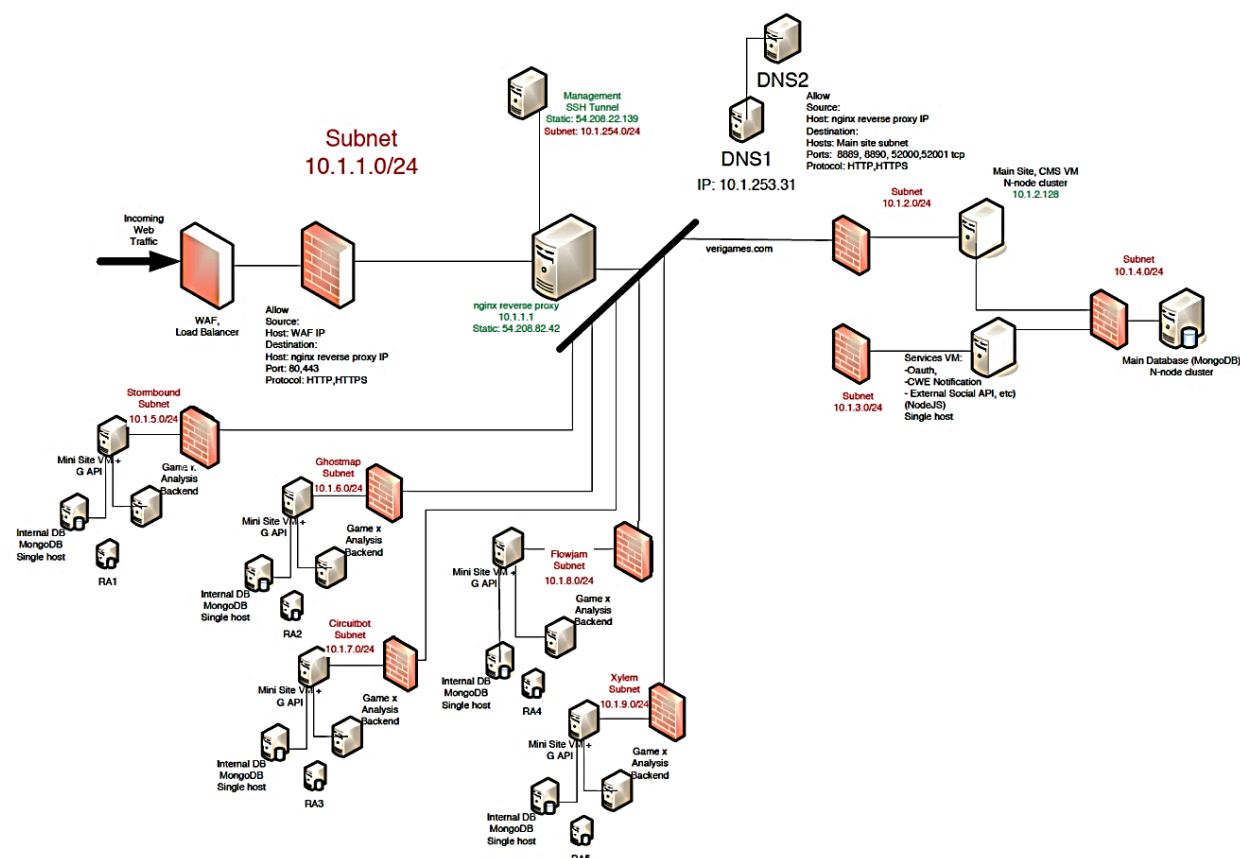 Subnet
10.1.1.0/24
Incoming
Web
Traffic
WAF,
Load Balancer
Allow
Source:
Host: WAF IP
Destination:
Host: nginx reverse proxy IP
Port: 80,443
Protocol: HTTP,HTTPS
Management
SSH Tunnel
Static: 54.208.22.139
Subnet: 10.1.254.0/24
nginx reverse proxy
10.1.1.1
Static: 54.208.82.42
DNS2
DNS1
IP: 10.1.253.31
Allow
Source:
Host: nginx reverse proxy IP
Destination:
Hosts: Main site subnet
Ports: 8889, 8890, 52000,52001 tcp
Protocol: HTTP,HTTPS
verigames.com
Subnet
10.1.2.0/24
Main Site, CMS VM
N-node cluster
10.1.2.128
Subnet
10.1.4.0/24
Main Database (MongoDB)
N-node cluster
Subnet
10.1.3.0/24
Services VM:
-Oauth,
-CWE Notification
- External Social API, etc)
(NodeJS)
Single host
Stormbound
Subnet
10.1.5.0/24
Mini Site VM +
G API
Game x
Analysis
Backend
Internal DB
MongoDB
Single host
RA1
Ghostmap
Subnet
10.1.6.0/24
Mini Site VM +
G API
Game x
Analysis
Backend
Internal DB
MongoDB
Single host
RA2
Circuitbot
Subnet
10.1.7.0/24
Mini Site VM +
G API
Game x
Analysis
Backend
Internal DB
MongoDB
Single host
RA3
Flowjam
Subnet
10.1.8.0/24
Mini Site VM +
G API
Game x
Analysis
Backend
Internal DB
MongoDB
Single host
RA4
Xylem
Subnet
10.1.9.0/24
Mini Site VM +
G API
Game x
Analysis
Backend
Internal DB
MongoDB
Single host
RA5